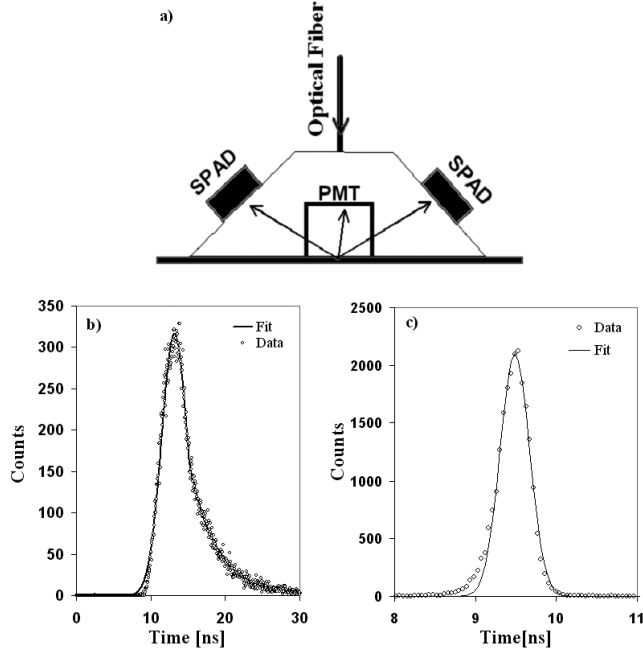 a)
Optical Fiber
SPAD
SPAD
PMT
b)
Fit
Data
350
300
250
200
150
100
50
0
Counts
0 10 20 30
Time [ns]
c)
Data
Fit
2500
2000
1500
1000
500
0
Counts
8 9 10 11
Time[ns]